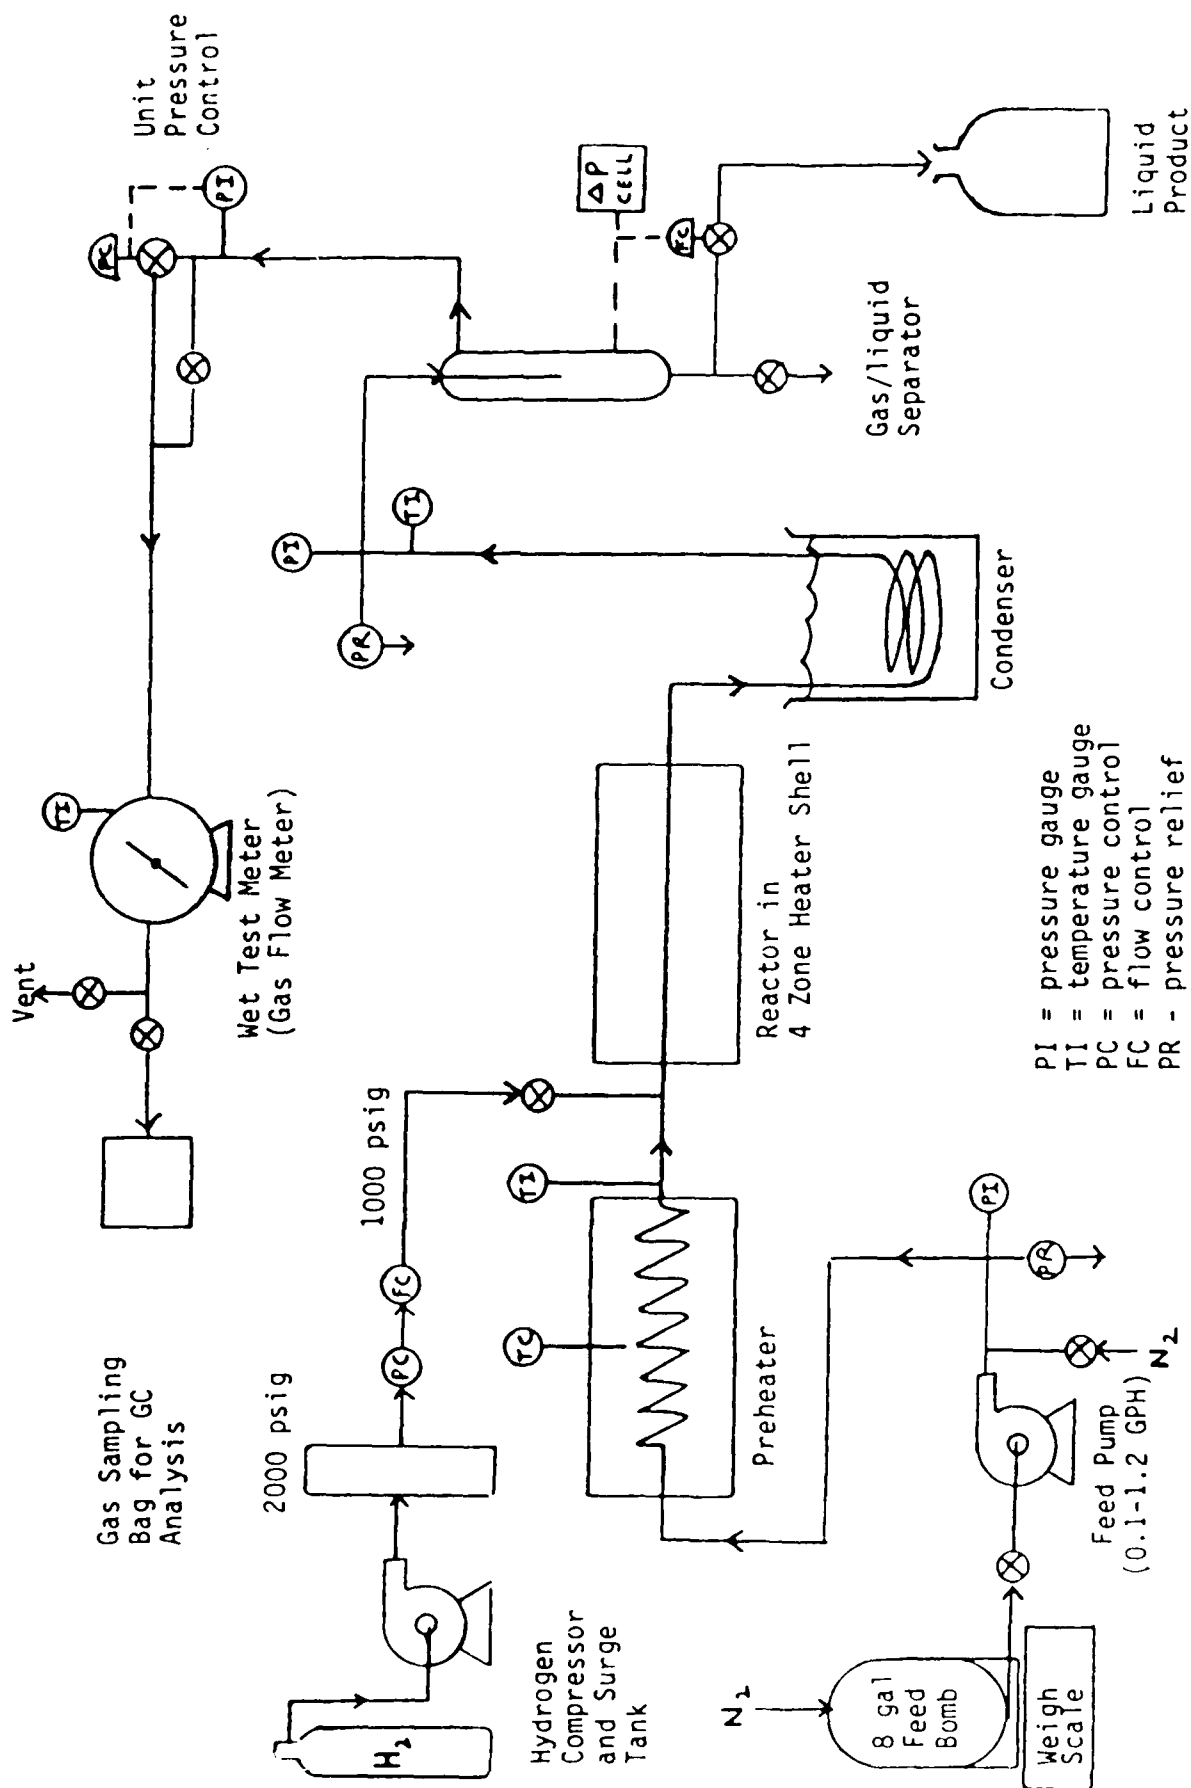 Gas Sampling
Bag for GC
Analysis
Vent
TI
Wet Test Meter
(Gas Flow Meter)
PC
PI
Unit
Pressure
Control
2000 psig
PC
FC
1000 psig
H2
Hydrogen
Compressor
and Surge
Tank
TC
TI
Preheater
Reactor in
4 Zone Heater Shell
PR
PI
TI
Condenser
ΔP
CELL
FC
Gas/liquid
Separator
Liquid
Product
N2
8 gal
Feed
Bomb
Weigh
Scale
Feed Pump
(0.1-1.2 GPH)
N2
PR
PI
PI = pressure gauge
TI = temperature gauge
PC = pressure control
FC = flow control
PR - pressure relief